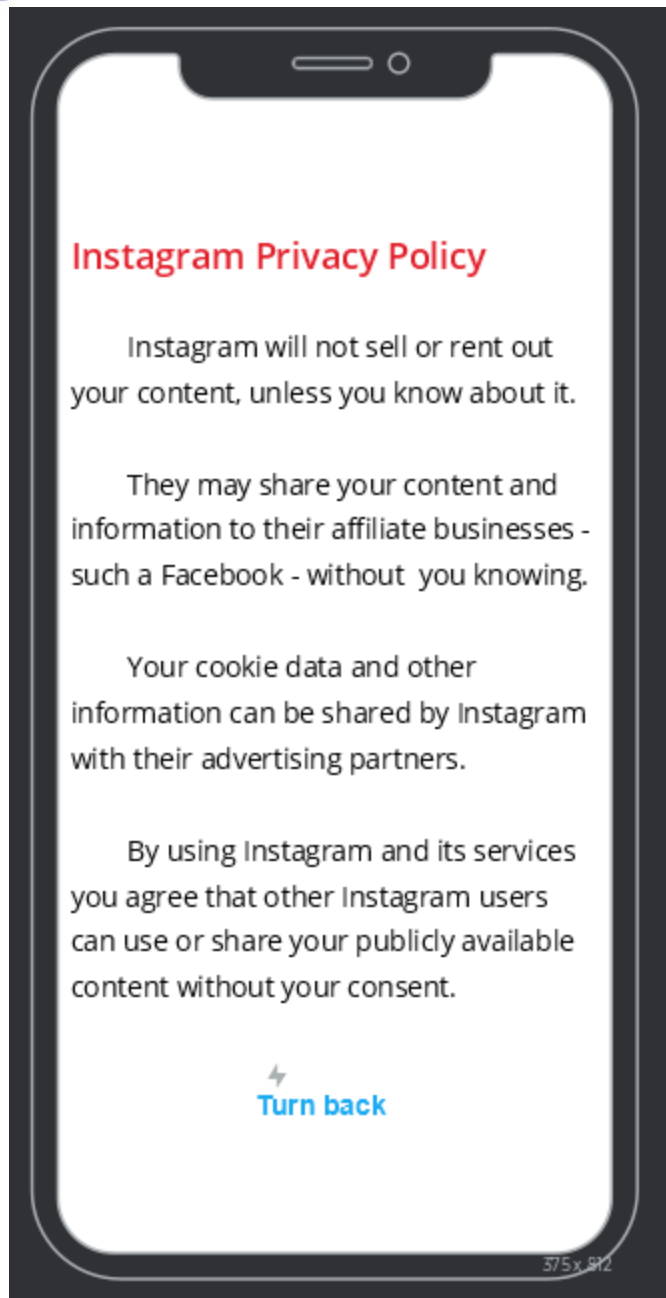 Instagram Privacy Policy
Instagram will not sell or rent out
your content, unless you know about it.
They may share your content and
information to their affiliate businesses -
such a Facebook - without  you knowing.
Your cookie data and other
information can be shared by Instagram
with their advertising partners.
By using Instagram and its services
you agree that other Instagram users
can use or share your publicly available
content without your consent.
Turn back
375 x 812